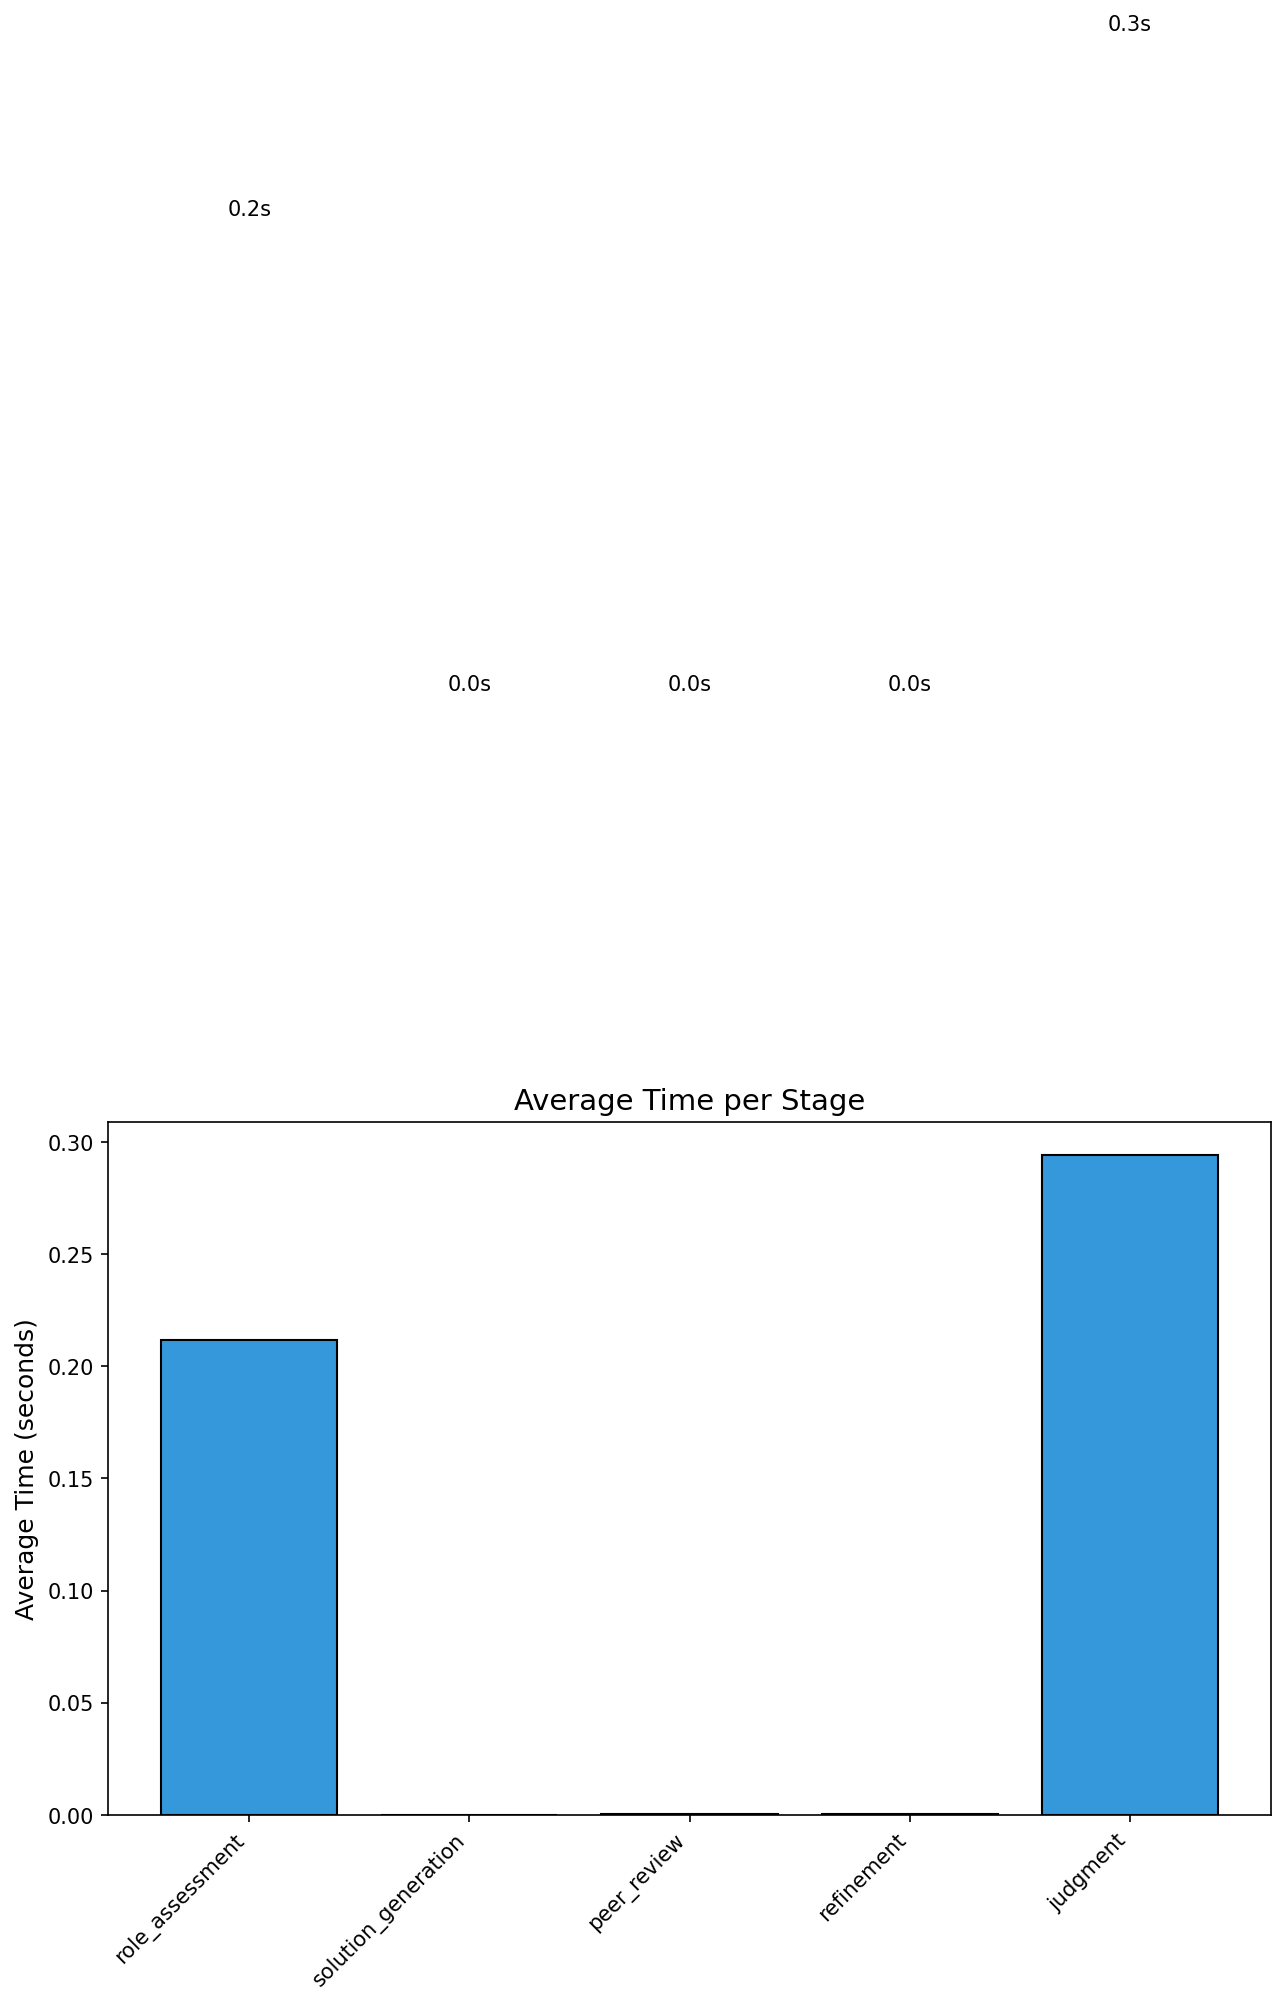 0.3s
0.2s
0.0s
0.0s
0.0s
Average Time per Stage
Average Time (seconds)
0.30
0.25
0.20
0.15
0.10
0.05
0.00
role_assessment
solution_generation
peer_review
refinement
judgment